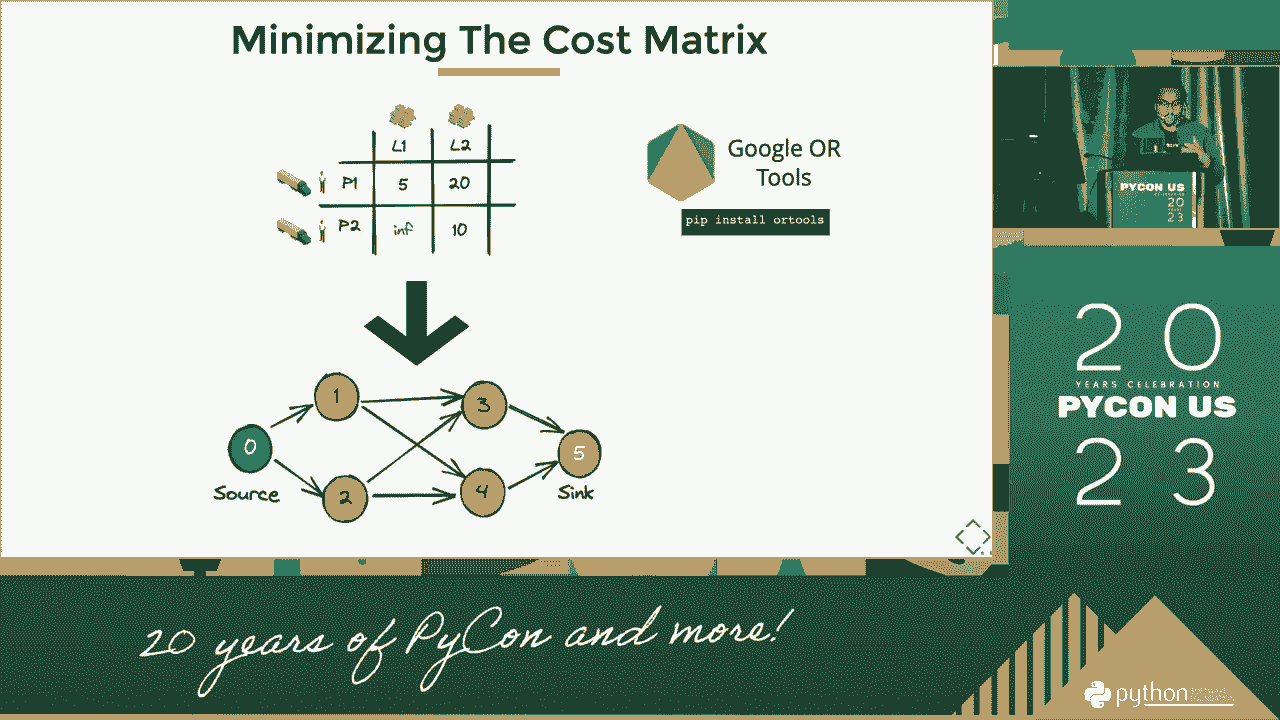 Minimizing The Cost Matrix
L1 L2
P1 5 20
P2 inf 10
Google OR
Tools
pip install ortools
0
1
2
3
4
5
Source
Sink
PYCON US
20
23
20
YEARS CELEBRATION
PYCON US
23
20 years of PyCon and more!
python